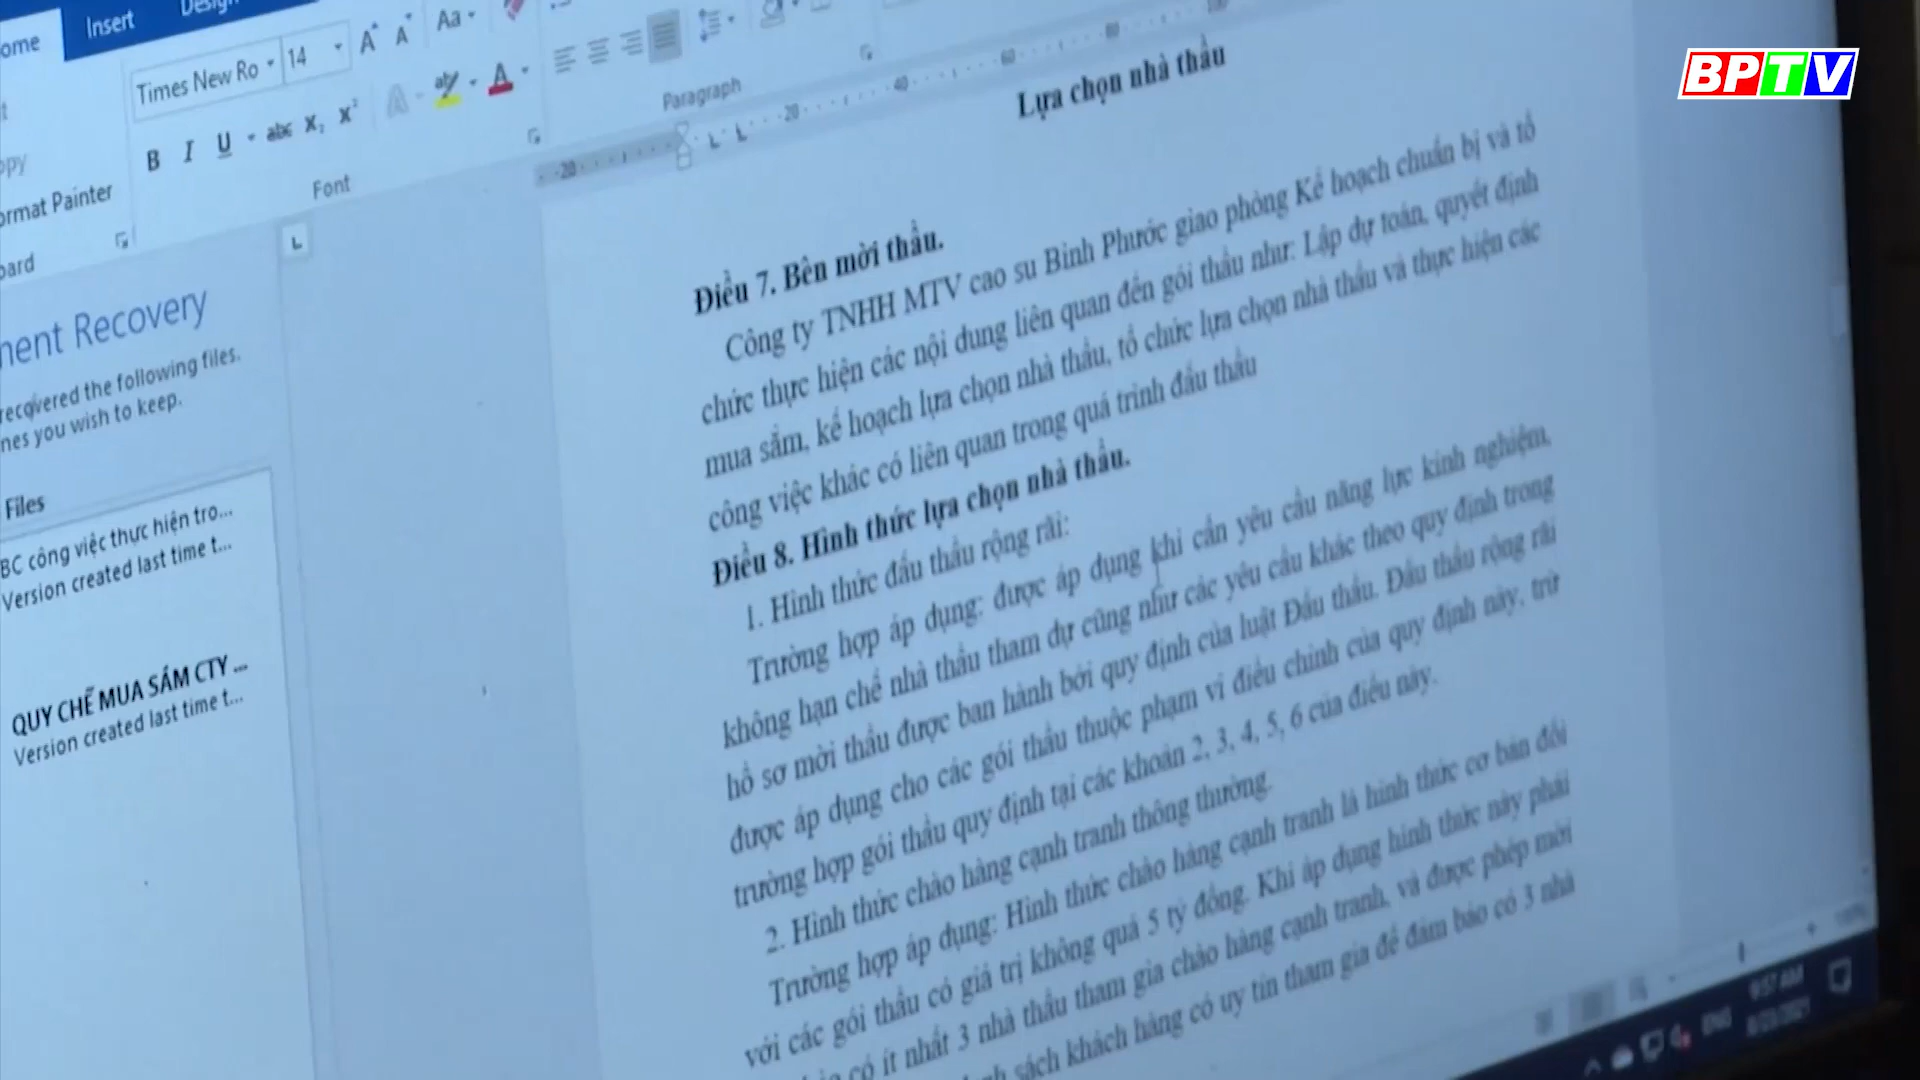 Insert
Design
ome
Times New Ro
14
Aa
B I U abc X₂ X²
Paragraph
opy
ormat Painter
Font
oard
-20
20
40
60
80
100
BPTV
nent Recovery
recovered the following files.
nes you wish to keep.
Files
BC công việc thực hiện tro...
Version created last time t...
QUY CHẾ MUA SẮM CTY ...
Version created last time t...
Lựa chọn nhà thầu
Điều 7. Bên mời thầu.
Công ty TNHH MTV cao su Bình Phước giao phòng Kế hoạch chuẩn bị và tổ
chức thực hiện các nội dung liên quan đến gói thầu như: Lập dự toán, quyết định
mua sắm, kế hoạch lựa chọn nhà thầu, tổ chức lựa chọn nhà thầu và thực hiện các
công việc khác có liên quan trong quá trình đấu thầu
Điều 8. Hình thức lựa chọn nhà thầu.
1. Hình thức đấu thầu rộng rãi:
Trường hợp áp dụng: được áp dụng khi cần yêu cầu năng lực kinh nghiệm,
không hạn chế nhà thầu tham dự cũng như các yêu cầu khác theo quy định trong
hồ sơ mời thầu được ban hành bởi quy định của luật Đấu thầu. Đấu thầu rộng rãi
được áp dụng cho các gói thầu thuộc phạm vi điều chỉnh của quy định này, trừ
trường hợp gói thầu quy định tại các khoản 2, 3, 4, 5, 6 của điều này.
2. Hình thức chào hàng cạnh tranh thông thường.
Trường hợp áp dụng: Hình thức chào hàng cạnh tranh là hình thức cơ bản đối
với các gói thầu có giá trị không quá 5 tỷ đồng. Khi áp dụng hình thức này phải
có ít nhất 3 nhà thầu tham gia chào hàng cạnh tranh, và được phép mời
sách khách hàng có uy tín tham gia để đảm bảo có 3 nhà
ENG
9:57 AM